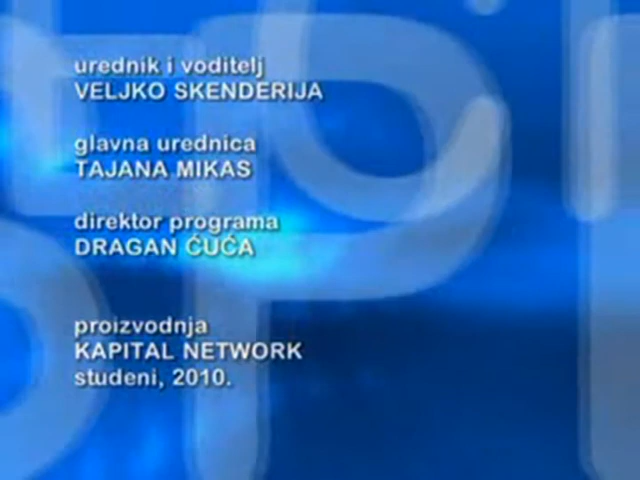 urednik i voditelj
VELJKO SKENDERIJA
glavna urednica
TAJANA MIKAS
direktor programa
DRAGAN ĆUĆA
proizvodnja
KAPITAL NETWORK
studeni, 2010.